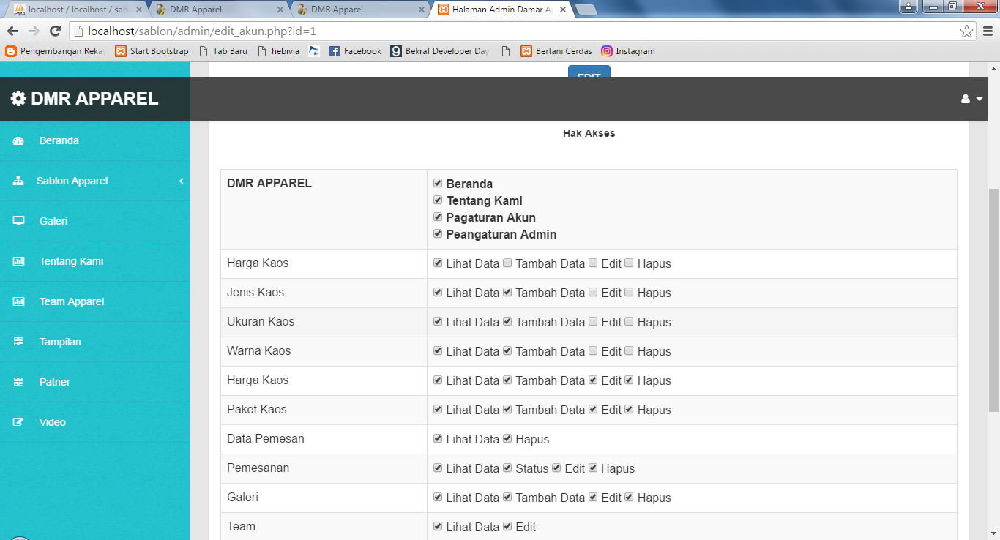 localhost / localhost / sabl
DMR Apparel
DMR Apparel
Halaman Admin Damar A
localhost/sablon/admin/edit_akun.php?id=1
Pengembangan Reka
Start Bootstrap
Tab Baru
hebivia
Facebook
Bekraf Developer Day
Bertani Cerdas
Instagram
EDIT
DMR APPAREL
Beranda
Sablon Apparel
Galeri
Tentang Kami
Team Apparel
Tampilan
Patner
Video
Hak Akses
DMR APPAREL
Beranda
Tentang Kami
Pagaturan Akun
Peangaturan Admin
Harga Kaos Lihat Data Tambah Data Edit Hapus
Jenis Kaos Lihat Data Tambah Data Edit Hapus
Ukuran Kaos Lihat Data Tambah Data Edit Hapus
Warna Kaos Lihat Data Tambah Data Edit Hapus
Harga Kaos Lihat Data Tambah Data Edit Hapus
Paket Kaos Lihat Data Tambah Data Edit Hapus
Data Pemesan Lihat Data Hapus
Pemesanan Lihat Data Status Edit Hapus
Galeri Lihat Data Tambah Data Edit Hapus
Team Lihat Data Edit